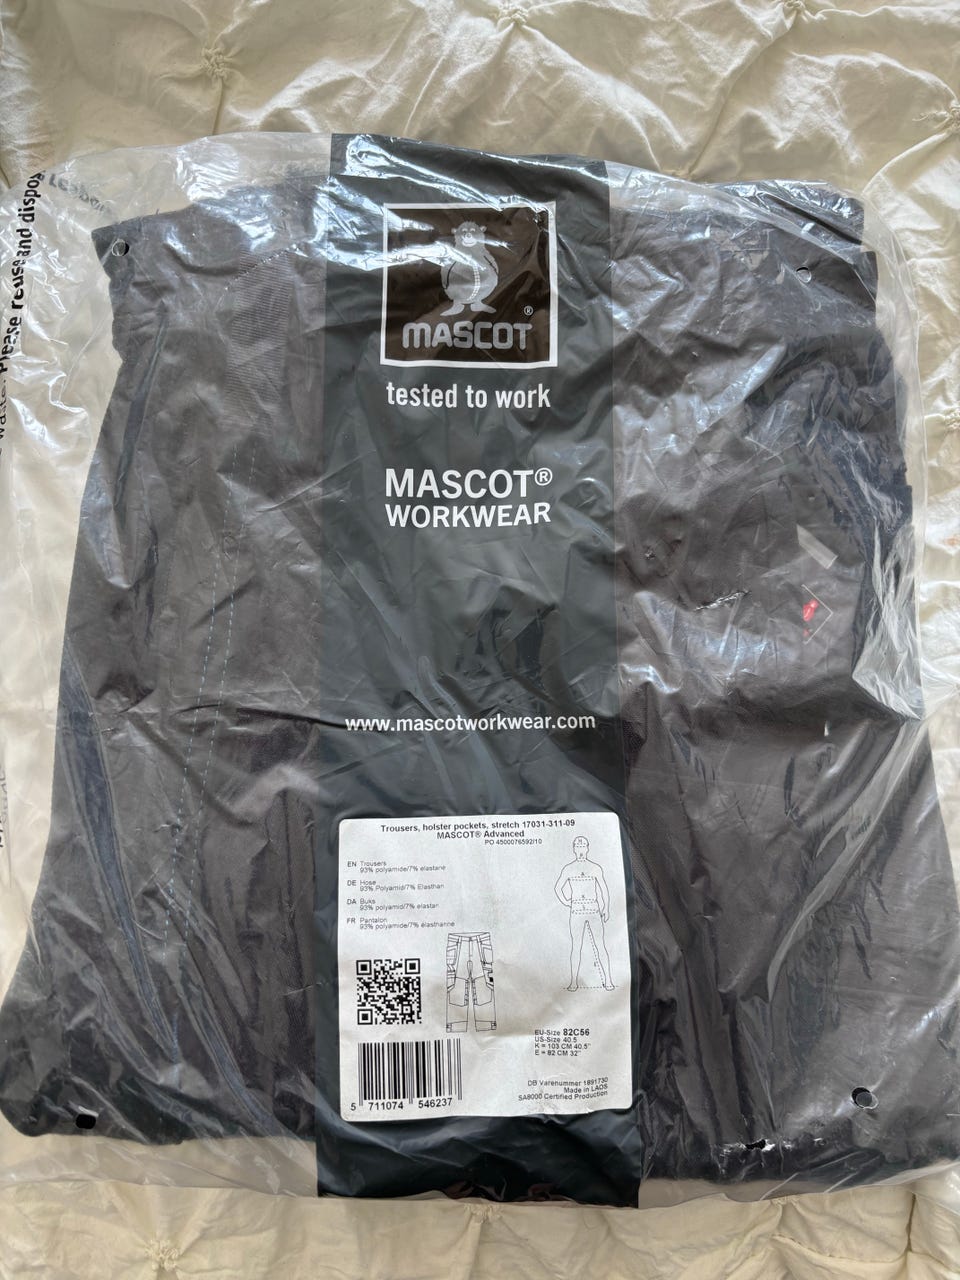 Please reuse and dispos
MASCOT®
tested to work
MASCOT®
WORKWEAR
www.mascotworkwear.com
Trousers, holster pockets, stretch 17031-311-09
MASCOT® Advanced
PO 4500076592/10
EN Trousers
93% polyamide/7% elastane
DE Hose
93% Polyamid/7% Elasthan
DA Buks
93% polyamid/7% elastan
FR Pantalon
93% polyamide/7% élasthanne
EU-Size 82C56
US-Size 40.5
K = 103 CM 40.5"
E = 82 CM 32"
DB Varenummer 1891730
Made in LAOS
SA8000 Certified Production
5 711074 546237